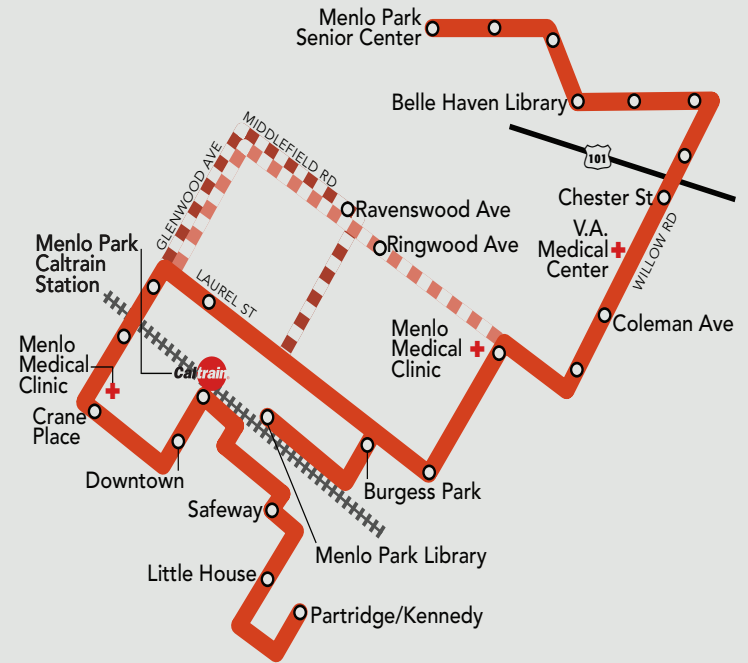 Menlo Park
Senior Center
Belle Haven Library
101
MIDDLEFIELD RD
GLENWOOD AVE
Chester St
Ravenswood Ave
V.A.
Medical
Center
WILLOW RD
Ringwood Ave
Menlo Park
Caltrain
Station
LAUREL ST
Coleman Ave
Menlo
Medical
Clinic
Menlo
Medical
Clinic
Caltrain
Crane
Place
Downtown
Burgess Park
Safeway
Menlo Park Library
Little House
Partridge/Kennedy